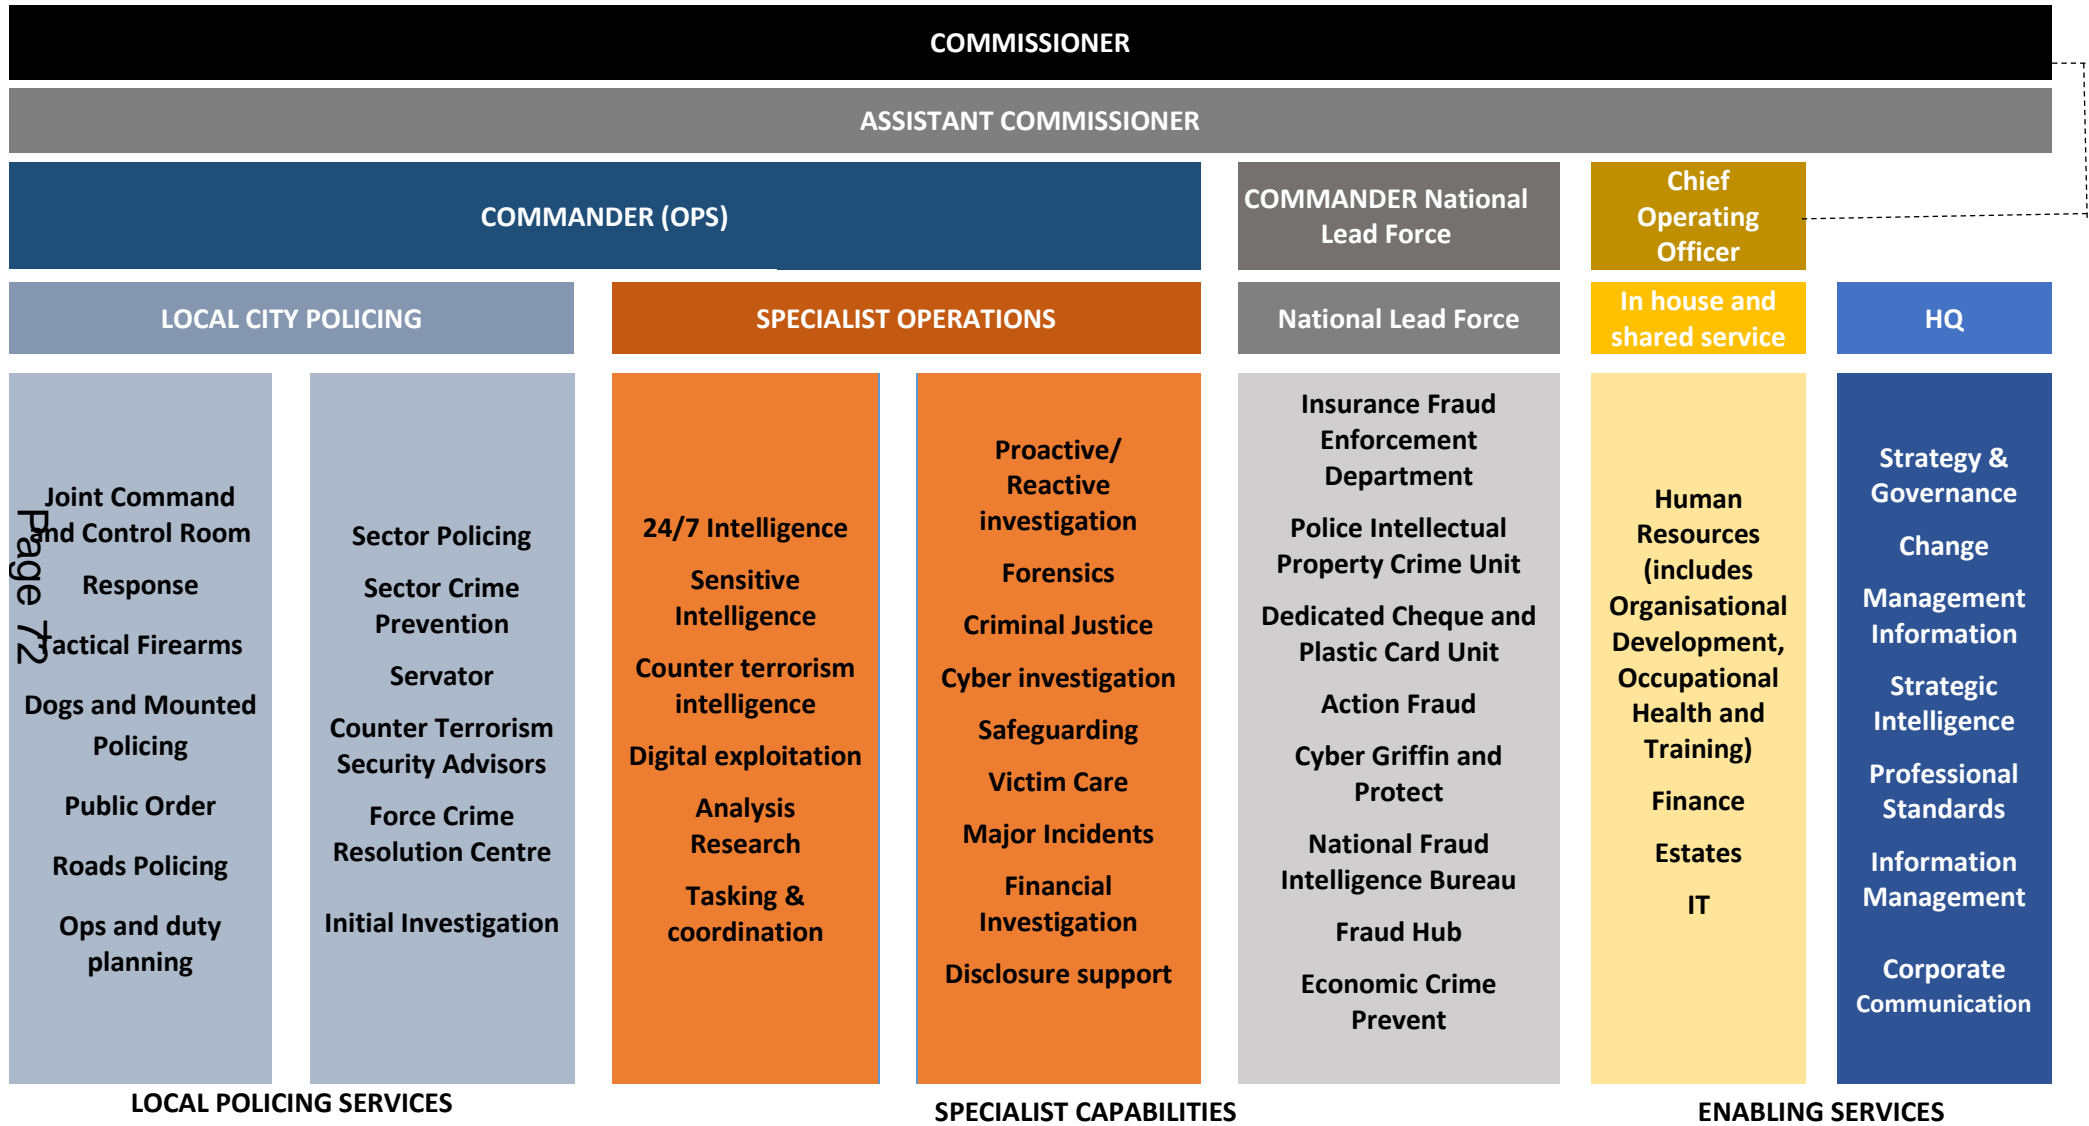 COMMISSIONER
ASSISTANT COMMISSIONER
COMMANDER (OPS)
COMMANDER National
Lead Force
Chief
Operating
Officer
LOCAL CITY POLICING
SPECIALIST OPERATIONS
National Lead Force
In house and
shared service
HQ
Joint Command
and Control Room
Response
Tactical Firearms
Dogs and Mounted
Policing
Public Order
Roads Policing
Ops and duty
planning
Page 72
Sector Policing
Sector Crime
Prevention
Servator
Counter Terrorism
Security Advisors
Force Crime
Resolution Centre
Initial Investigation
24/7 Intelligence
Sensitive
Intelligence
Counter terrorism
intelligence
Digital exploitation
Analysis
Research
Tasking &
coordination
Proactive/
Reactive
investigation
Forensics
Criminal Justice
Cyber investigation
Safeguarding
Victim Care
Major Incidents
Financial
Investigation
Disclosure support
Insurance Fraud
Enforcement
Department
Police Intellectual
Property Crime Unit
Dedicated Cheque and
Plastic Card Unit
Action Fraud
Cyber Griffin and
Protect
National Fraud
Intelligence Bureau
Fraud Hub
Economic Crime
Prevent
Human
Resources
(includes
Organisational
Development,
Occupational
Health and
Training)
Finance
Estates
IT
Strategy &
Governance
Change
Management
Information
Strategic
Intelligence
Professional
Standards
Information
Management
Corporate
Communication
LOCAL POLICING SERVICES
SPECIALIST CAPABILITIES
ENABLING SERVICES